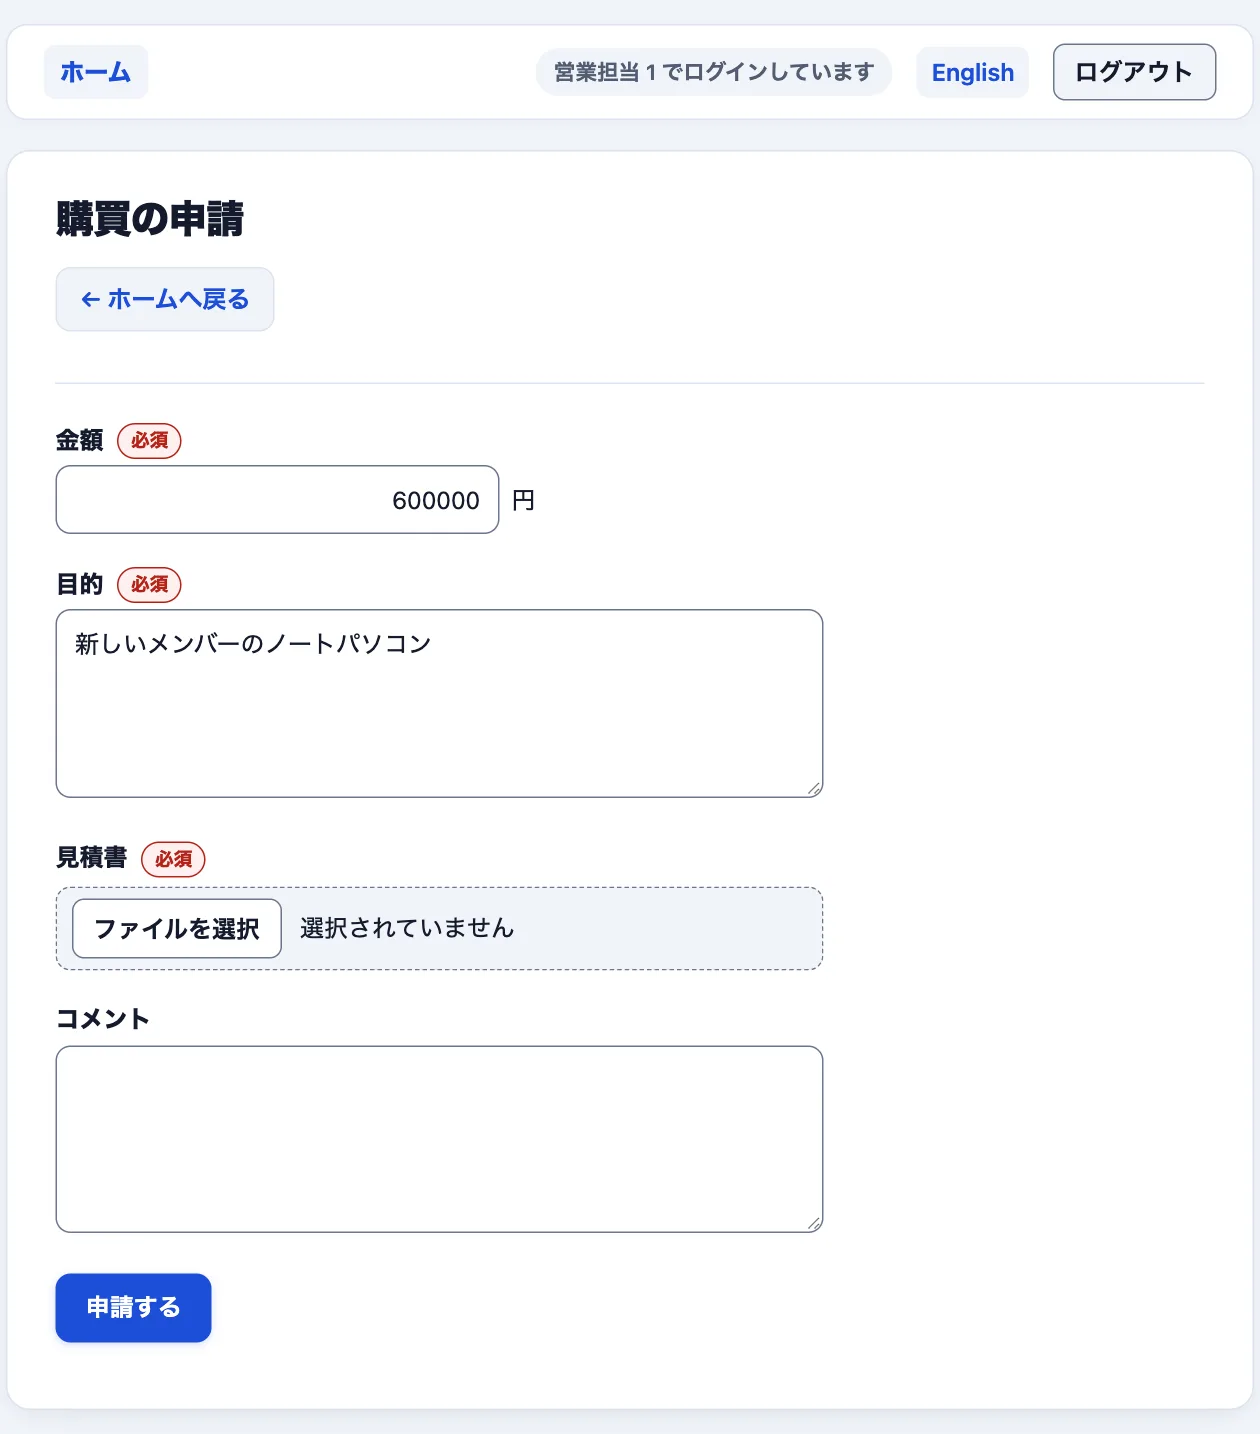 ホーム
営業担当 1 でログインしています
English
ログアウト
購買の申請
← ホームへ戻る
金額 必須
600000 円
目的 必須
新しいメンバーのノートパソコン
見積書 必須
ファイルを選択 選択されていません
コメント
申請する